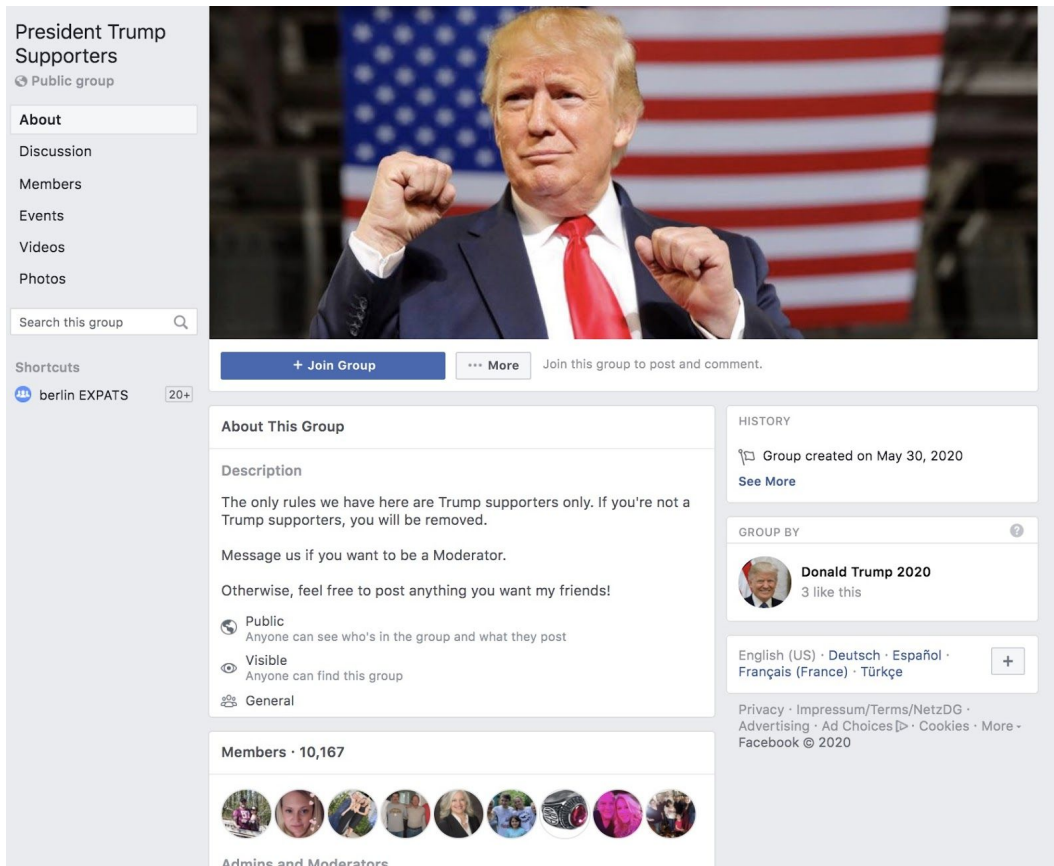 President Trump
Supporters
Public group
About
Discussion
Members
Events
Videos
Photos
Search this group
Shortcuts
berlin EXPATS 20+
+ Join Group
••• More
Join this group to post and comment.
About This Group
Description
The only rules we have here are Trump supporters only. If you're not a
Trump supporters, you will be removed.
Message us if you want to be a Moderator.
Otherwise, feel free to post anything you want my friends!
Public
Anyone can see who's in the group and what they post
Visible
Anyone can find this group
General
Members · 10,167
Admins and Moderators
HISTORY
Group created on May 30, 2020
See More
GROUP BY
Donald Trump 2020
3 like this
English (US) · Deutsch · Español ·
Français (France) · Türkçe
Privacy · Impressum/Terms/NetzDG ·
Advertising · Ad Choices · Cookies · More
Facebook © 2020